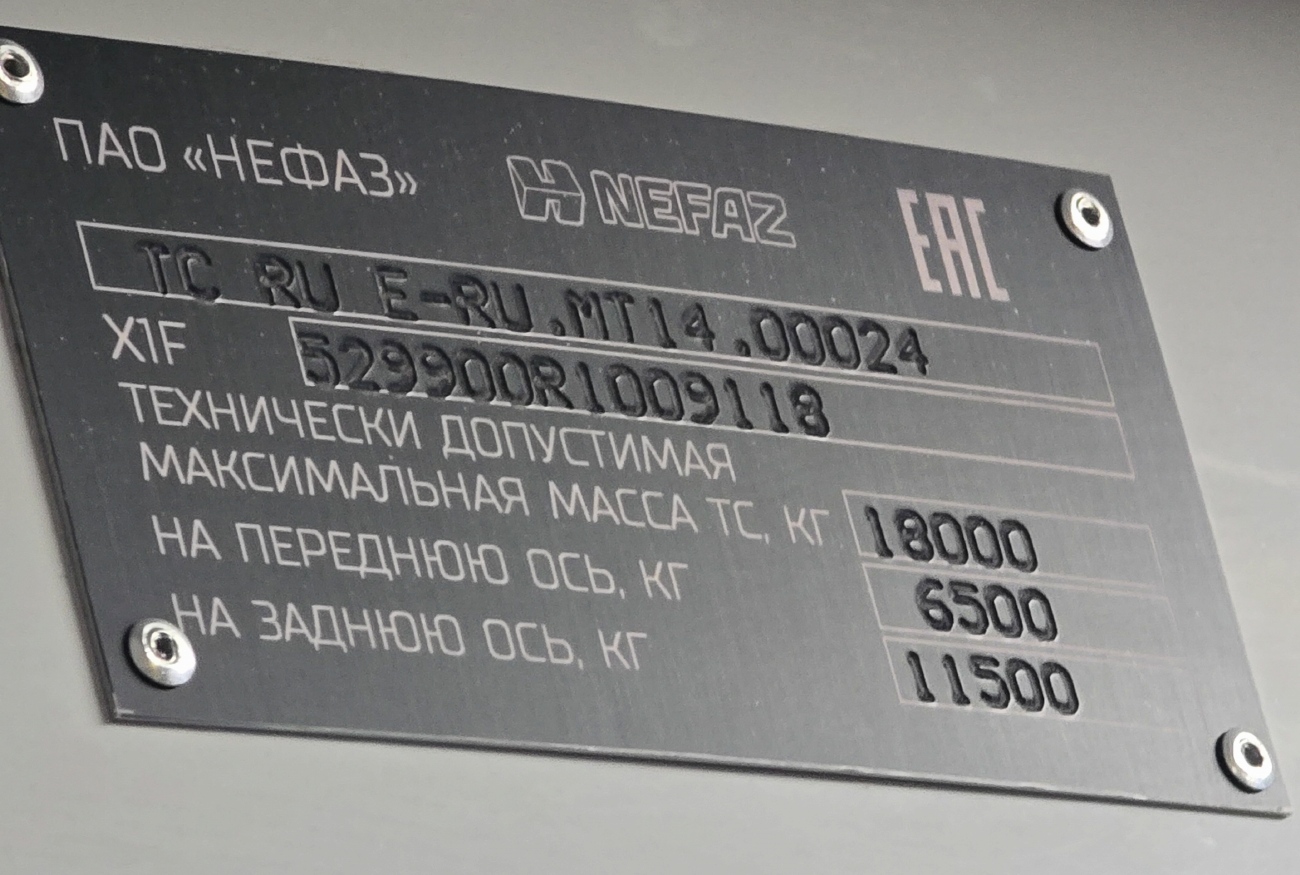 ПАО «НЕФАЗ» NEFAZ EAC
ТС RU E-RU.MT14.00024
X1F 529900R1009118
ТЕХНИЧЕСКИ ДОПУСТИМАЯ
МАКСИМАЛЬНАЯ МАССА ТС, КГ 18000
НА ПЕРЕДНЮЮ ОСЬ, КГ 6500
НА ЗАДНЮЮ ОСЬ, КГ 11500